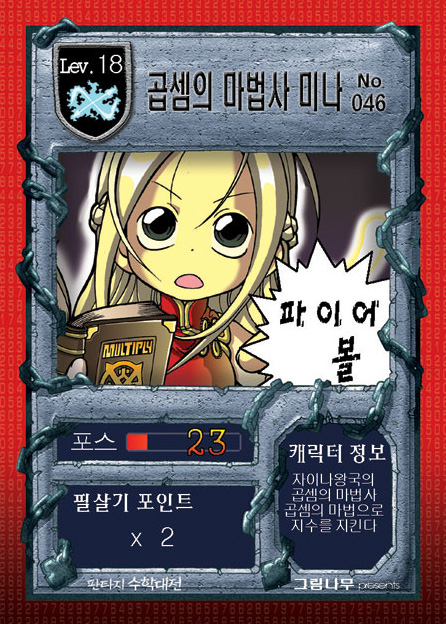 Lev. 18
곱셈의 마법사 미나
No
046
파이어
볼
MULTIPLY
포스
23
필살기 포인트
x 2
캐릭터 정보
자이나왕국의
곱셈의 마법사
곱셈의 마법으로
지수를 지킨다
판타지 수학대전
그림나무 presents